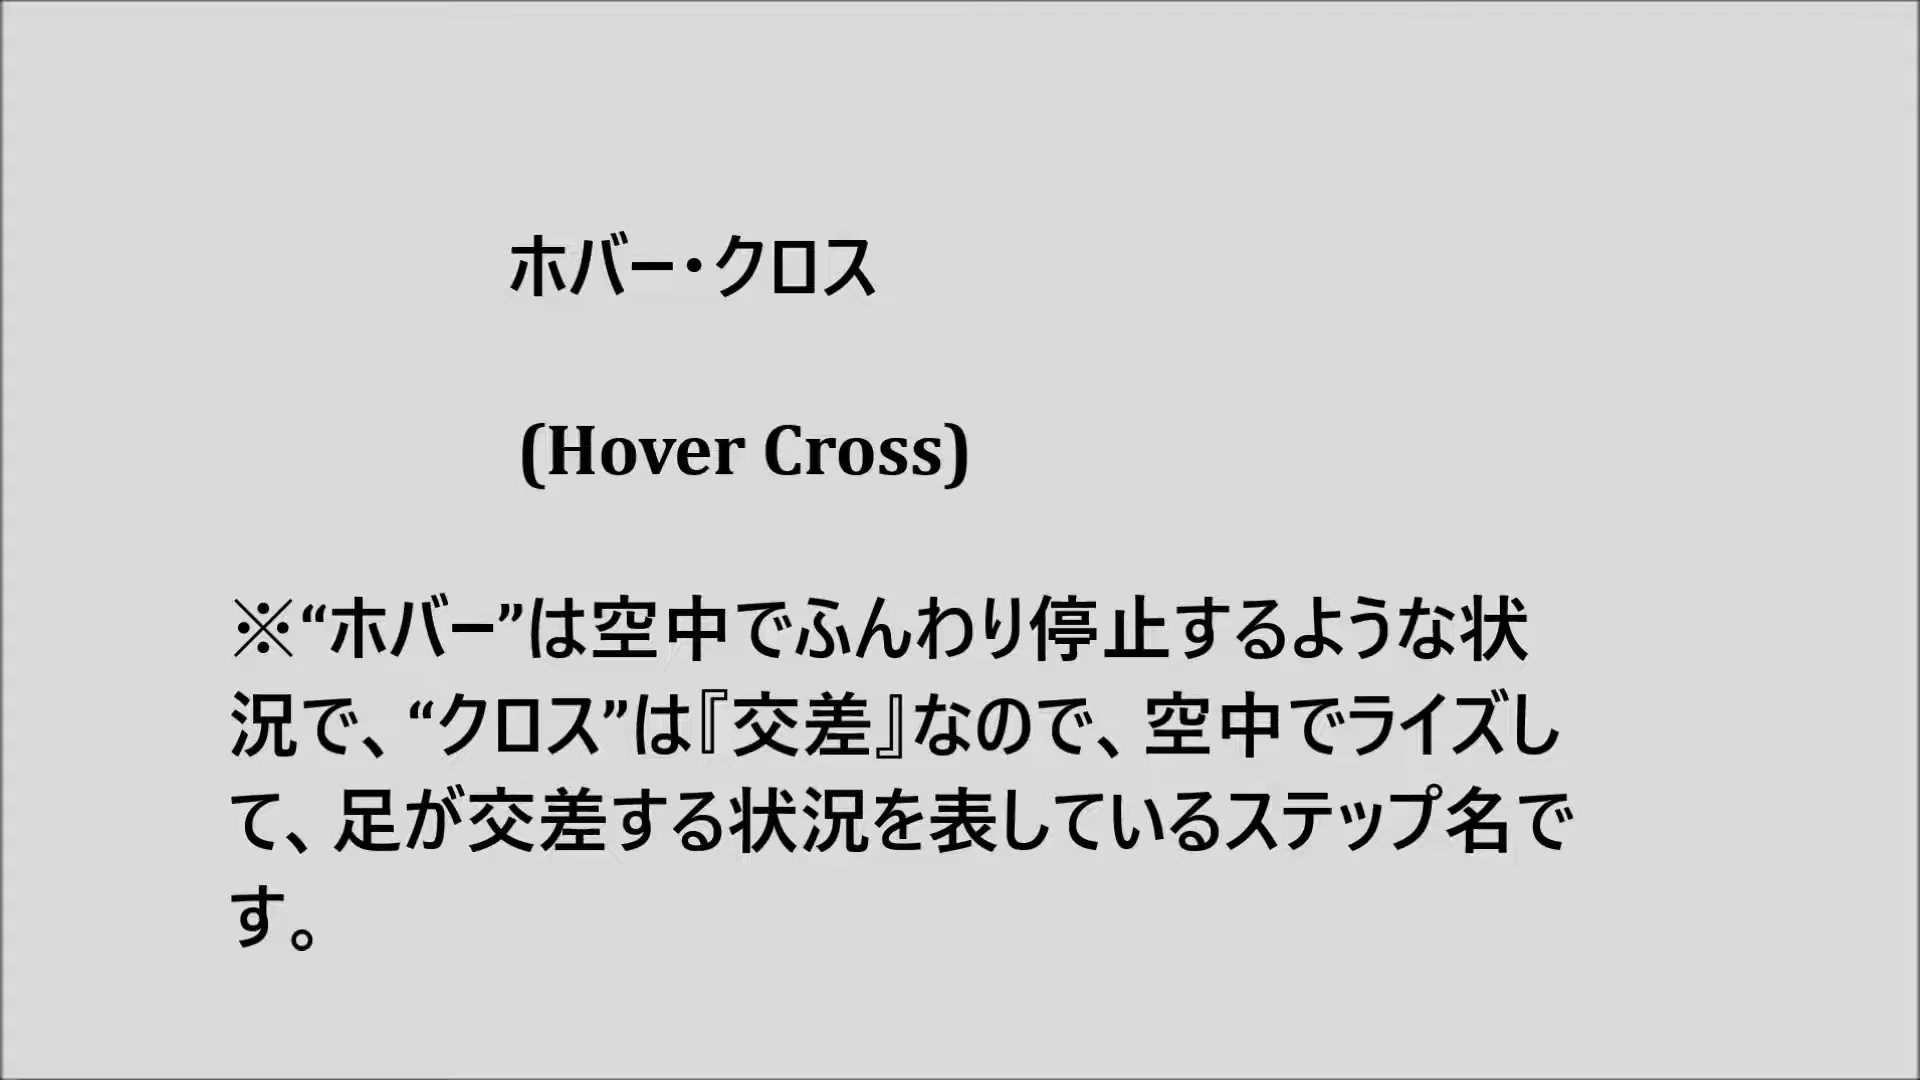 ホバー・クロス
(Hover Cross)
※“ホバー”は空中でふんわり停止するような状
況で、“クロス”は『交差』なので、空中でライズし
て、足が交差する状況を表しているステップ名で
す。